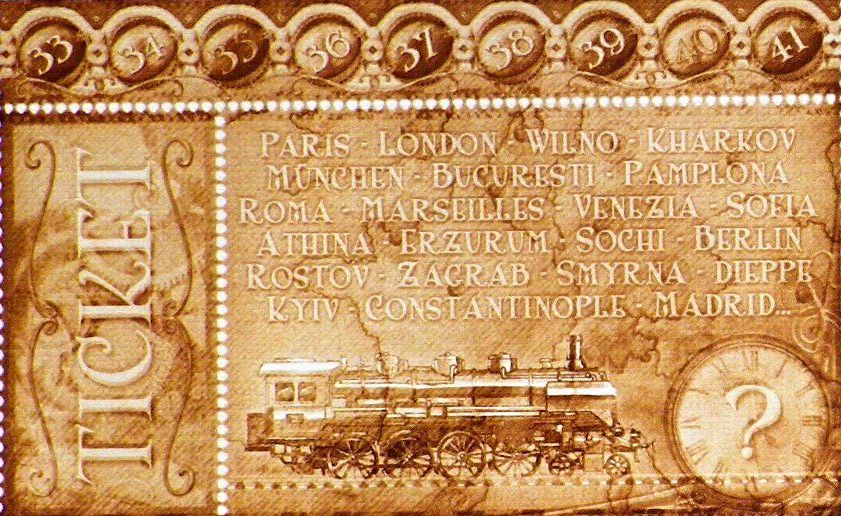 33 34 35 36 37 38 39 40 41
TICKET
PARIS - LONDON - WILNO - KHARKOV
MÜNCHEN - BUCURESTI - PAMPLONA
ROMA - MARSEILLES - VENEZIA - SOFIA
ATHINA - ERZURUM - SOCHI - BERLIN
ROSTOV - ZÁGRÁB - SMYRNA - DIEPPE
KYIV - CONSTANTINOPLE - MADRID...
?